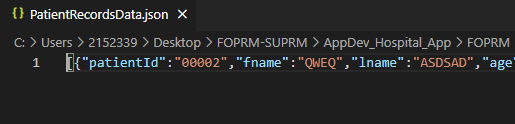 {} PatientRecordsData.json ×
C: > Users > 2152339 > Desktop > FOPRM-SUPRM > AppDev_Hospital_App > FOPRM
1 [{"patientId":"00002","fname":"QWEQ","lname":"ASDSAD","age"